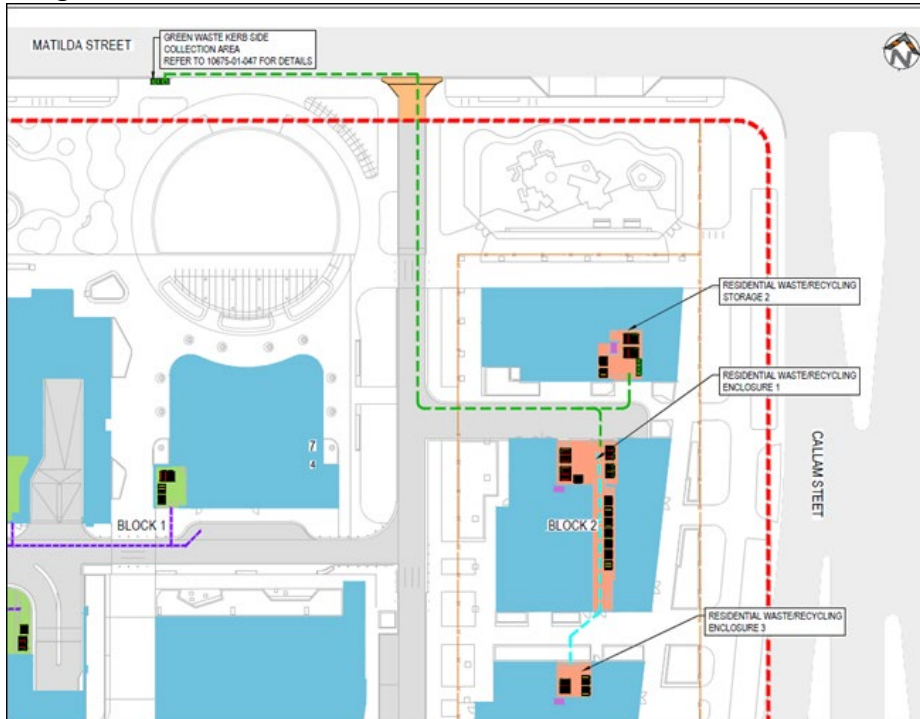 MATILDA STREET
GREEN WASTE KERB SIDE
COLLECTION AREA
REFER TO 10675-01-047 FOR DETAILS
N
RESIDENTIAL WASTE/RECYCLING
STORAGE 2
RESIDENTIAL WASTE/RECYCLING
ENCLOSURE 1
CALLAM STEET
7
4
BLOCK 1
BLOCK 2
RESIDENTIAL WASTE/RECYCLING
ENCLOSURE 3